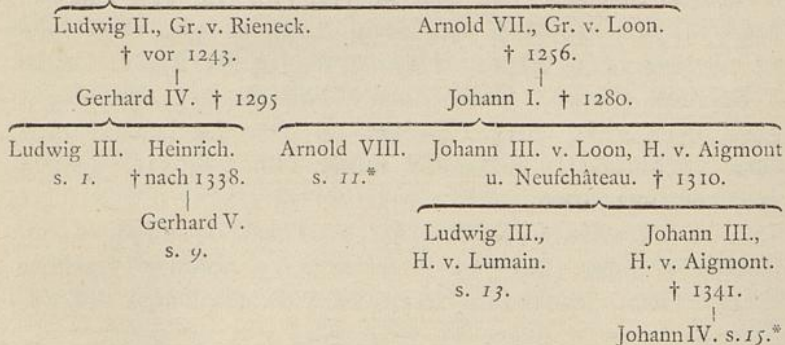 Ludwig II., Gr. v. Rieneck. Arnold VII., Gr. v. Loon.
† vor 1243. † 1256.
Gerhard IV. † 1295 Johann I. † 1280.
Ludwig III. Heinrich. Arnold VIII. Johann III. v. Loon, H. v. Aigmont
s. 1. † nach 1338. s. 11.* u. Neufchâteau. † 1310.
Gerhard V.
s. 9.
Ludwig III., Johann III.,
H. v. Lumain. H. v. Aigmont.
s. 13. † 1341.
Johann IV. s. 15.*